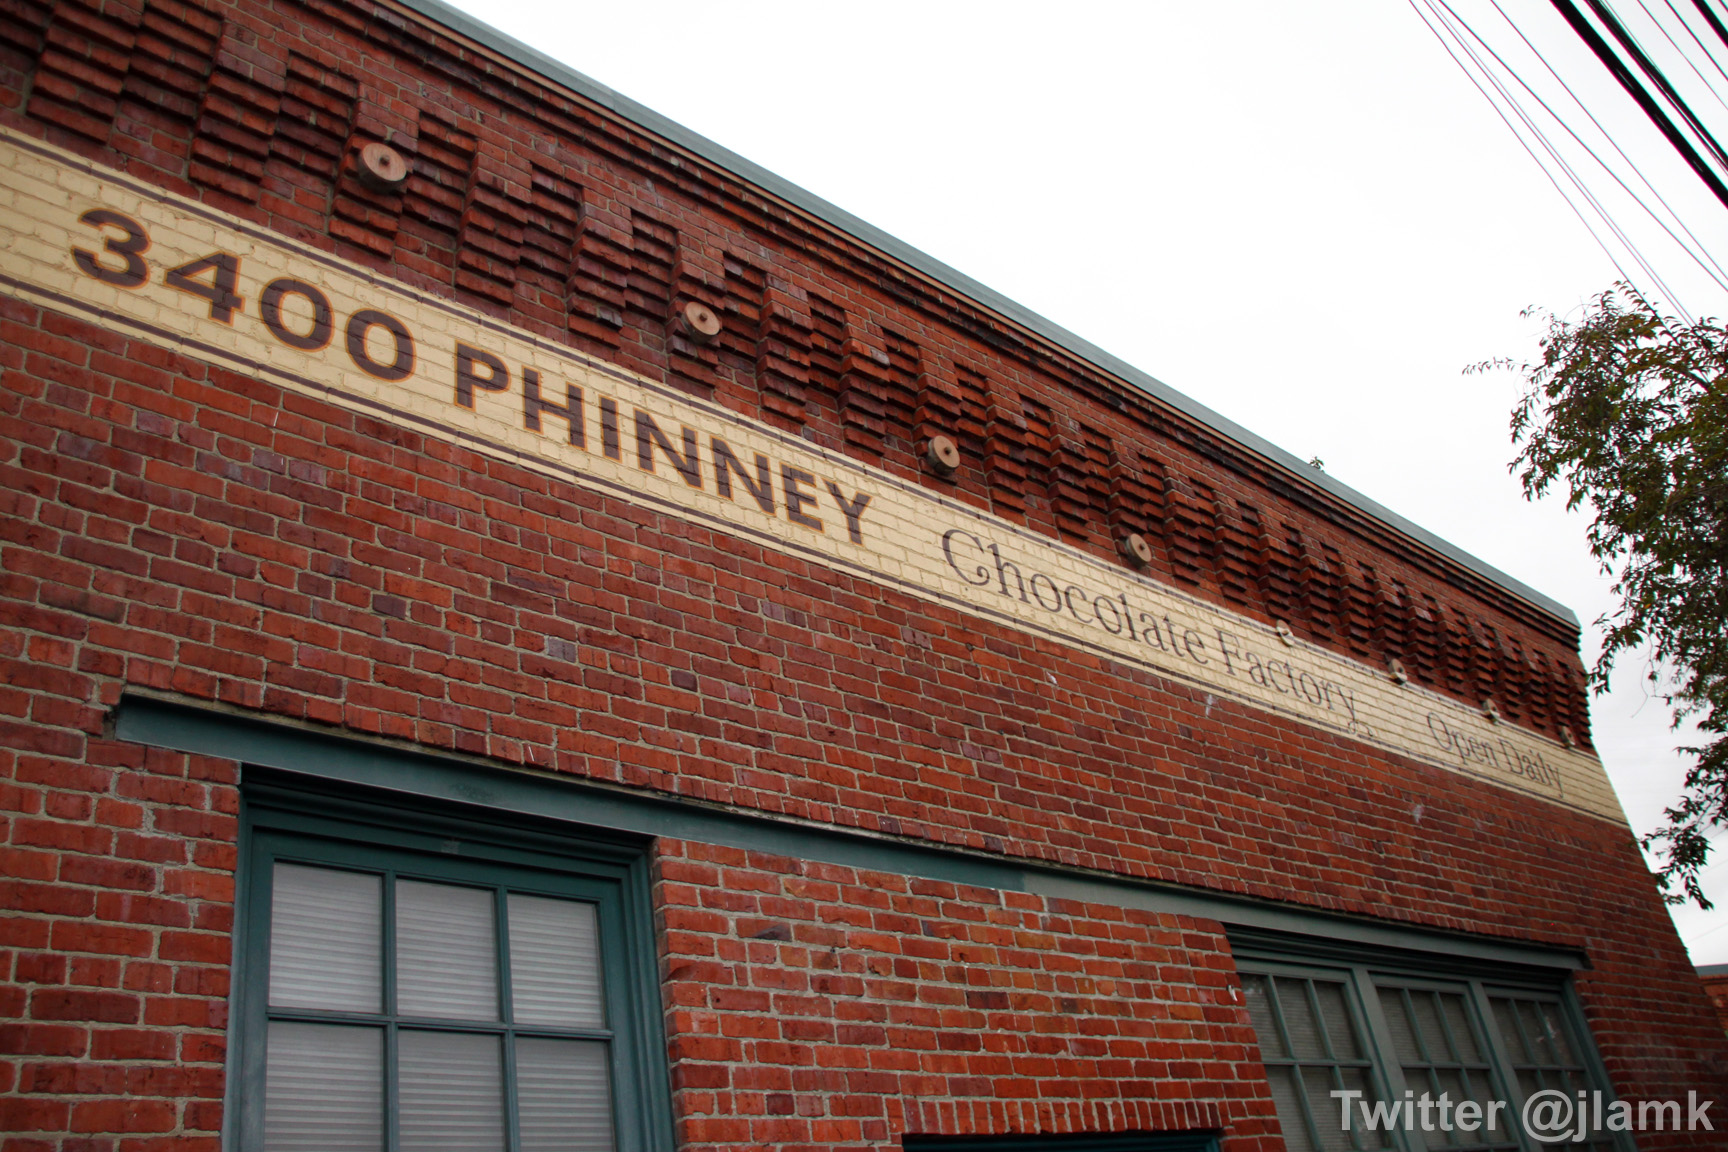 3400 PHINNEY Chocolate Factory Open Daily
Twitter @jlamk